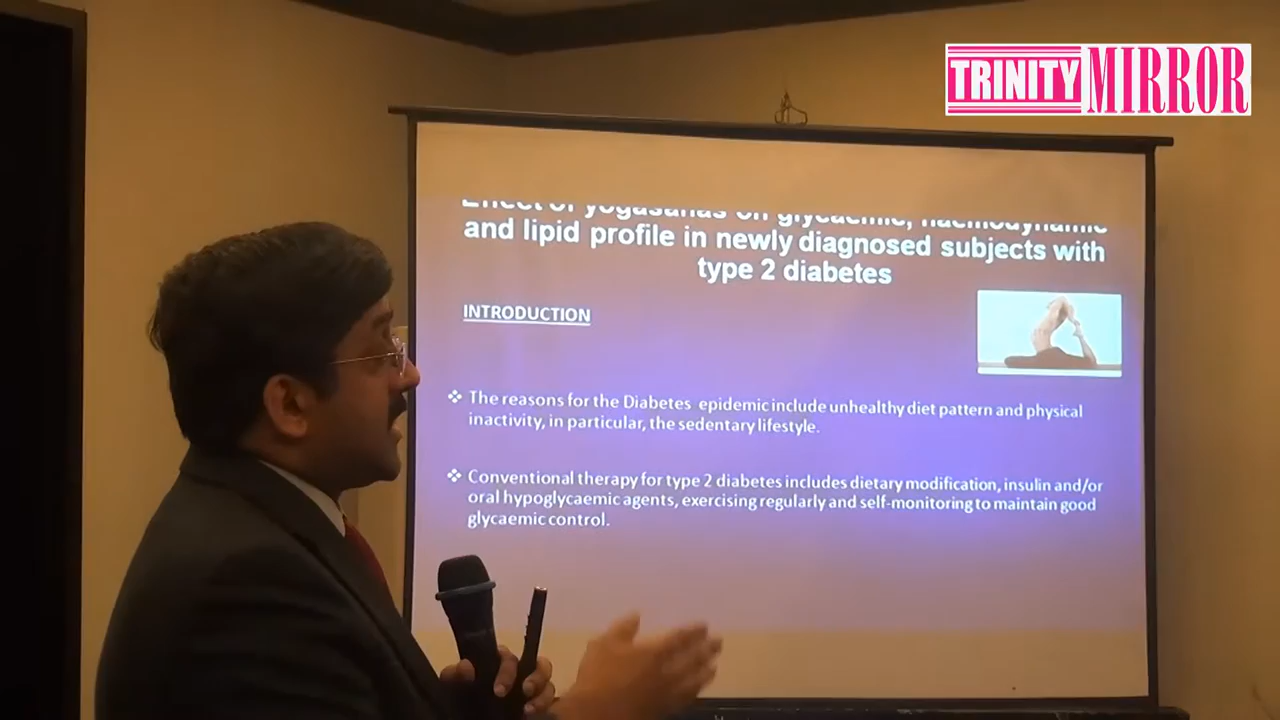 TRINITY MIRROR
Effect of yogasanas on glycaemic, haemodynamic
and lipid profile in newly diagnosed subjects with
type 2 diabetes
INTRODUCTION
❖ The reasons for the Diabetes epidemic include unhealthy diet pattern and physical
inactivity, in particular, the sedentary lifestyle.
❖ Conventional therapy for type 2 diabetes includes dietary modification, insulin and/or
oral hypoglycaemic agents, exercising regularly and self-monitoring to maintain good
glycaemic control.